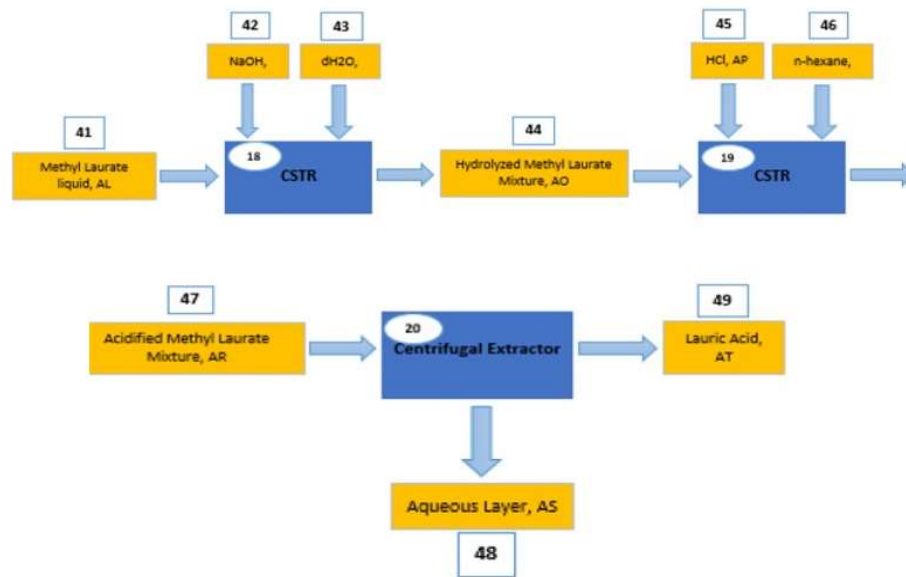 42
43
45
46
NaOH,
dH2O,
HCl, AP
n-hexane,
41
44
Methyl Laurate
liquid, AL
18
CSTR
Hydrolyzed Methyl Laurate
Mixture, AO
19
CSTR
47
49
Acidified Methyl Laurate
Mixture, AR
20
Centrifugal Extractor
Lauric Acid,
AT
Aqueous Layer, AS
48